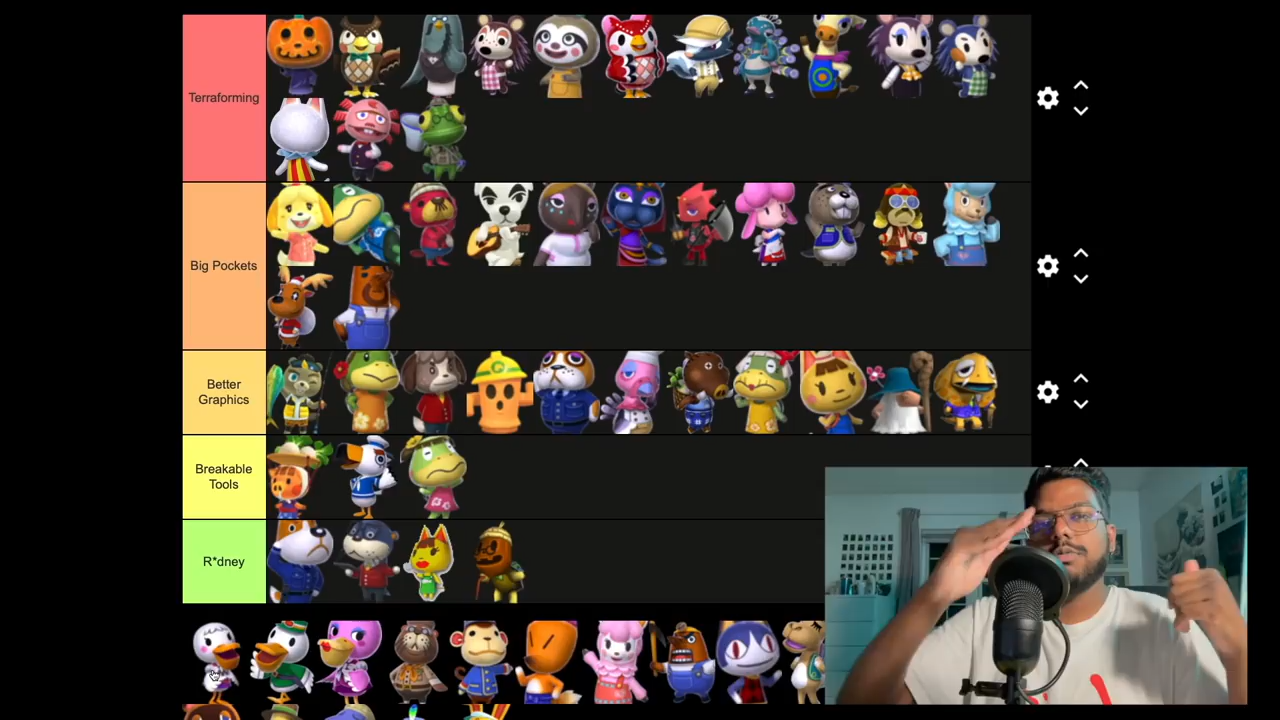 Terraforming
Big Pockets
Better
Graphics
Breakable
Tools
R*dney